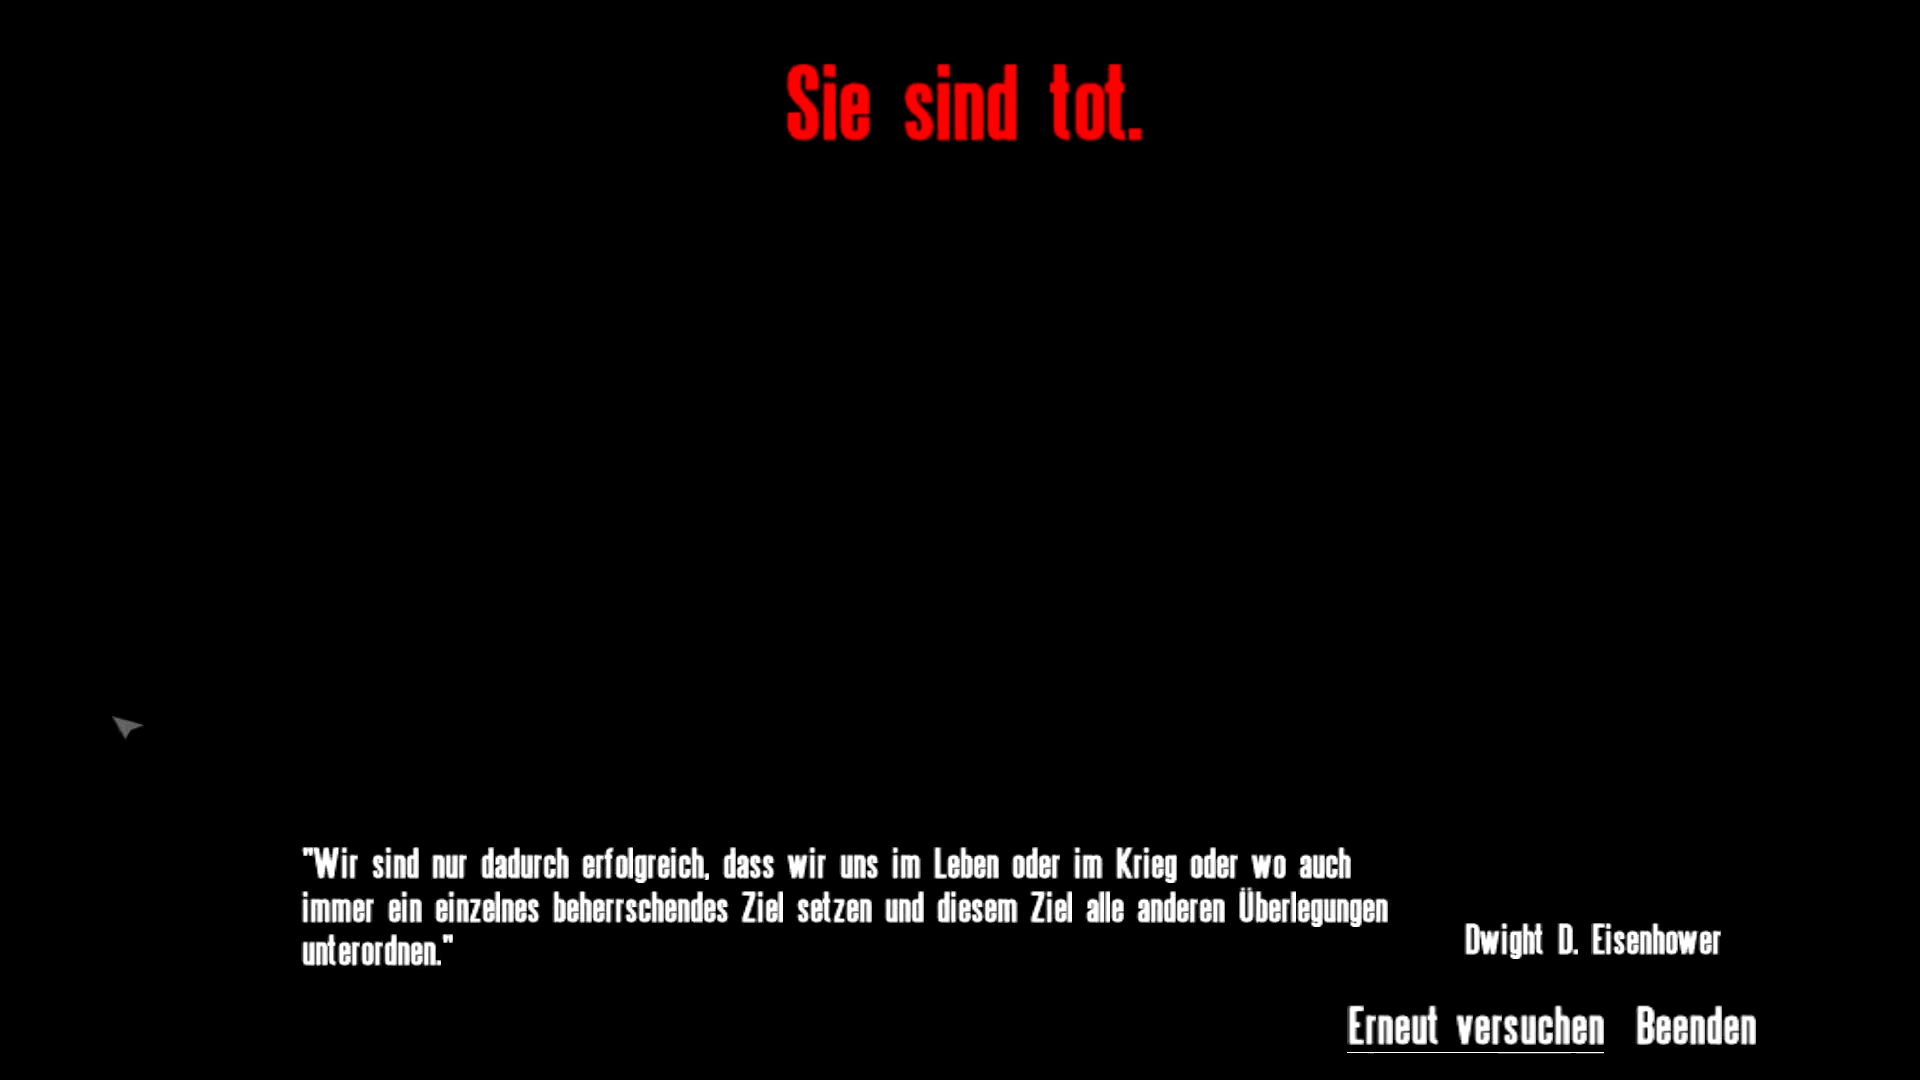 Sie sind tot.
"Wir sind nur dadurch erfolgreich, dass wir uns im Leben oder im Krieg oder wo auch
immer ein einzelnes beherrschendes Ziel setzen und diesem Ziel alle anderen Überlegungen
unterordnen."
Dwight D. Eisenhower
Erneut versuchen Beenden